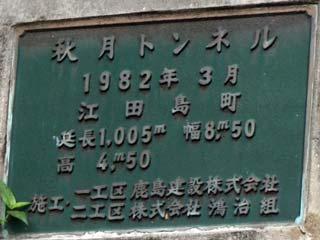 秋月トンネル
1982年3月
江田島町
延長1,005m 幅8m50
高 4m50
施工・一工区 鹿島建設株式会社
二工区 株式会社 鴻治組